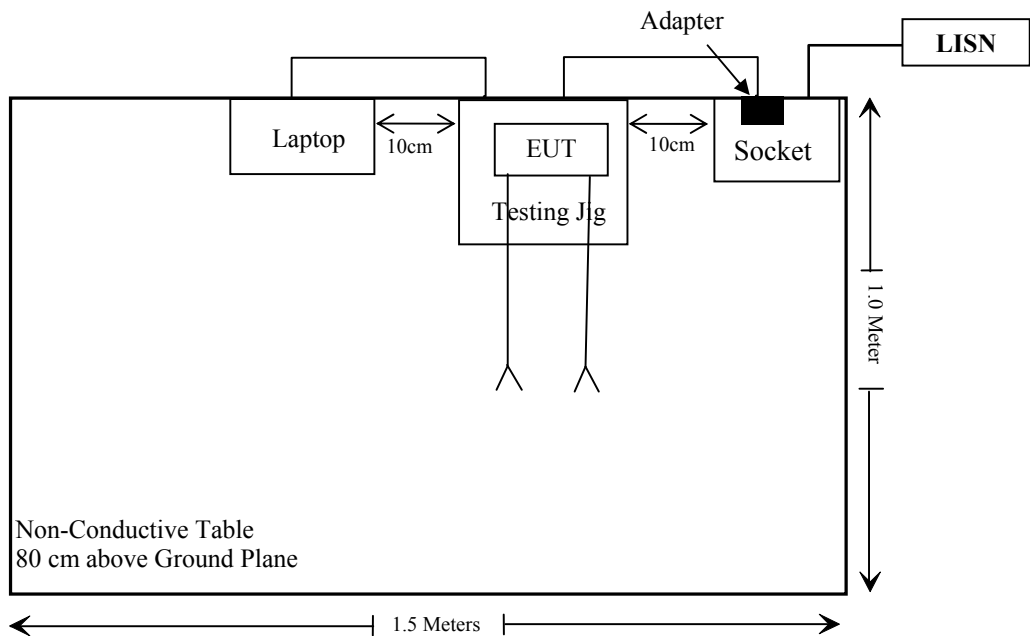 Adapter
LISN
Laptop
10cm
EUT
10cm
Socket
Testing Jig
1.0 Meter
Non-Conductive Table
80 cm above Ground Plane
1.5 Meters